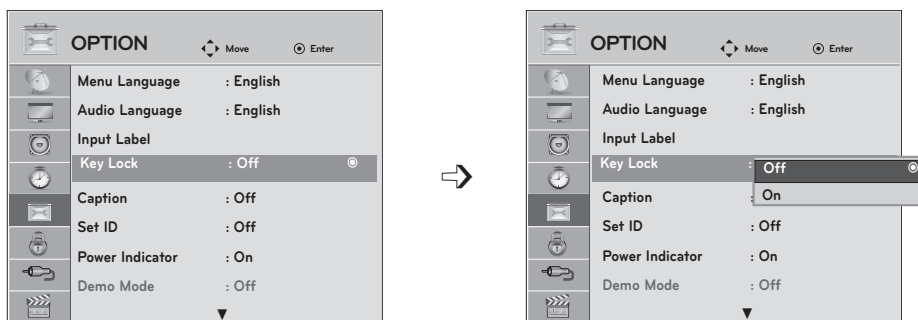 OPTION Move Enter
Menu Language : English
Audio Language : English
Input Label
Key Lock : Off
Caption : Off
Set ID : Off
Power Indicator : On
Demo Mode : Off
OPTION Move Enter
Menu Language : English
Audio Language : English
Input Label
Key Lock : Off
Caption : On
Set ID : Off
Power Indicator : On
Demo Mode : Off